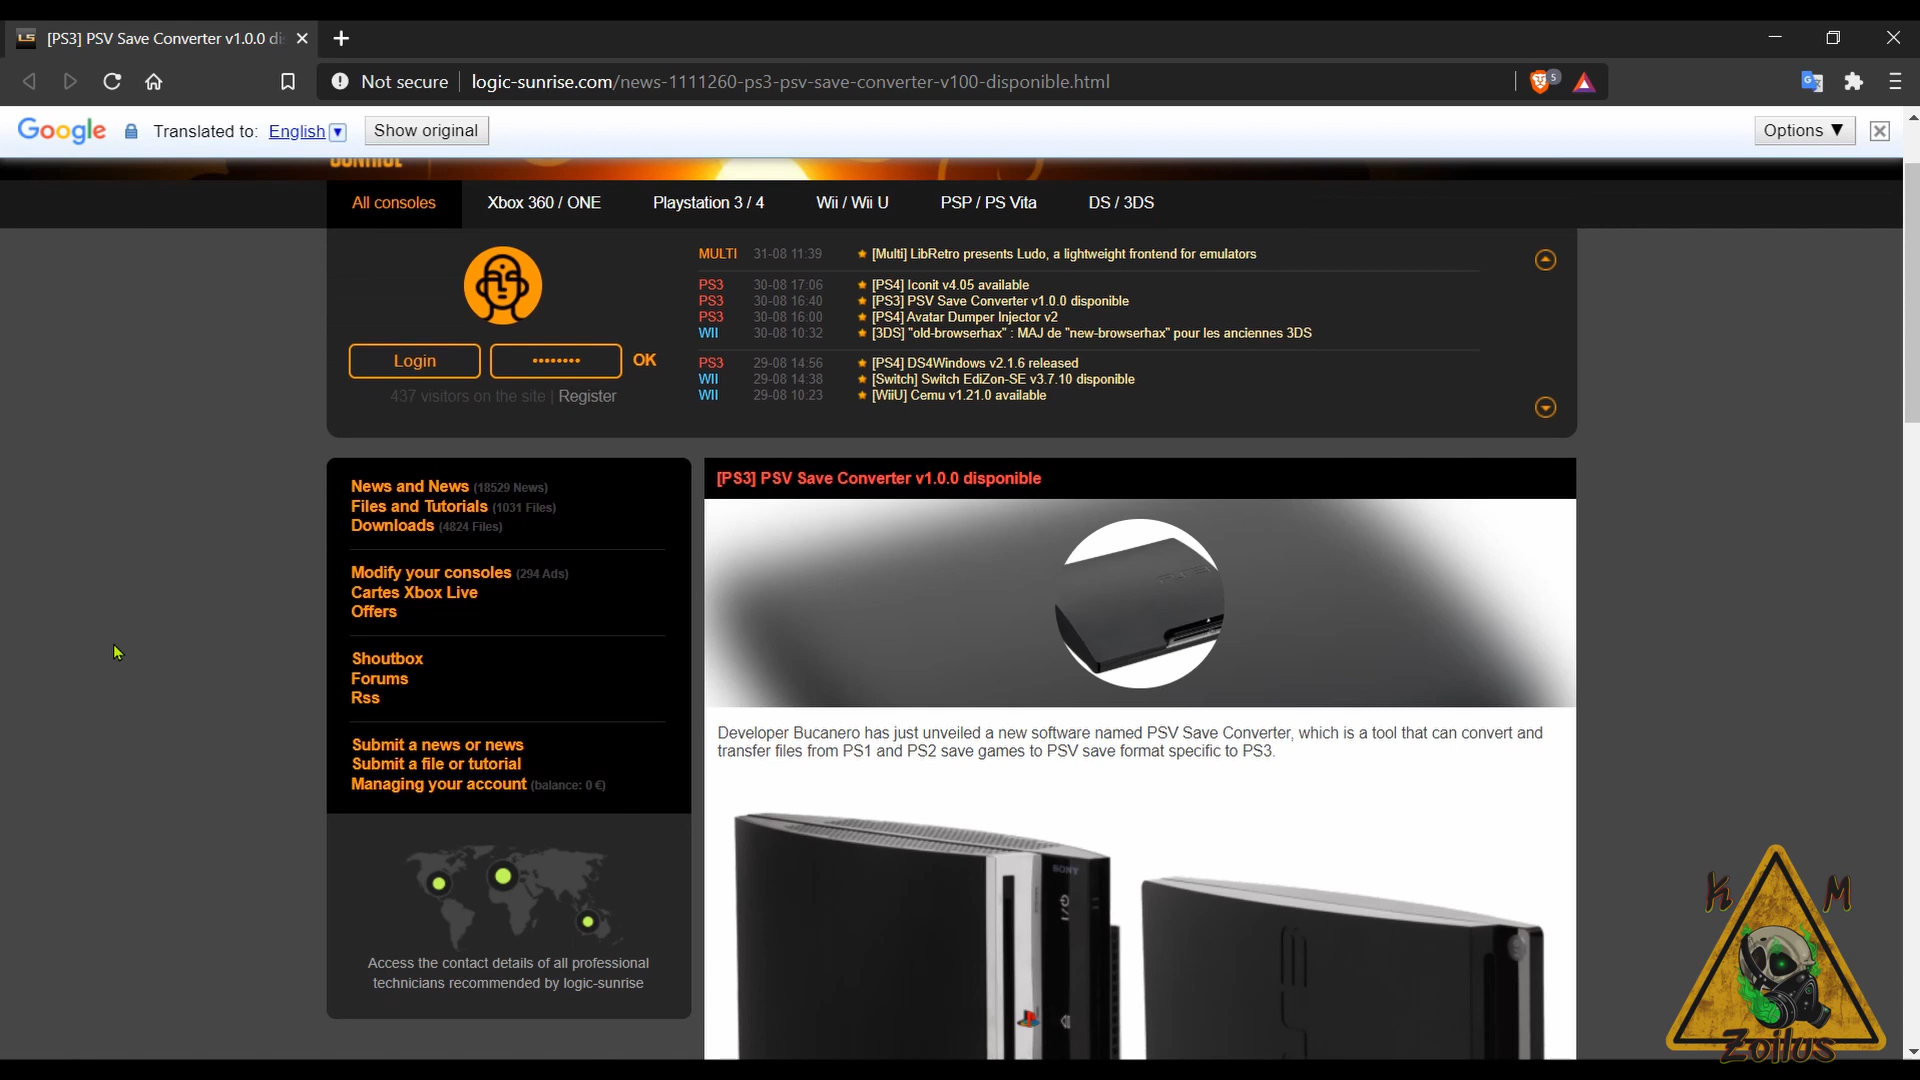 [PS3] PSV Save Converter v1.0.0 di
Not secure logic-sunrise.com/news-1111260-ps3-psv-save-converter-v100-disponible.html 5
Google Translated to: English Show original Options ▼
SUNRISE
All consoles Xbox 360 / ONE Playstation 3 / 4 Wii / Wii U PSP / PS Vita DS / 3DS
MULTI 31-08 11:39 [Multi] LibRetro presents Ludo, a lightweight frontend for emulators
PS3 30-08 17:06 [PS4] Iconit v4.05 available
PS3 30-08 16:40 [PS3] PSV Save Converter v1.0.0 disponible
PS3 30-08 16:00 [PS4] Avatar Dumper Injector v2
WII 30-08 10:32 [3DS] "old-browserhax" : MAJ de "new-browserhax" pour les anciennes 3DS
PS3 29-08 14:56 [PS4] DS4Windows v2.1.6 released
WII 29-08 14:38 [Switch] Switch EdiZon-SE v3.7.10 disponible
WII 29-08 10:23 [WiiU] Cemu v1.21.0 available
Login •••••••• OK
437 visitors on the site | Register
News and News (18529 News)
Files and Tutorials (1031 Files)
Downloads (4824 Files)
Modify your consoles (294 Ads)
Cartes Xbox Live
Offers
Shoutbox
Forums
Rss
Submit a news or news
Submit a file or tutorial
Managing your account (balance: 0 €)
Access the contact details of all professional
technicians recommended by logic-sunrise
[PS3] PSV Save Converter v1.0.0 disponible
Developer Bucanero has just unveiled a new software named PSV Save Converter, which is a tool that can convert and
transfer files from PS1 and PS2 save games to PSV save format specific to PS3.
SONY
K M
Zoilus